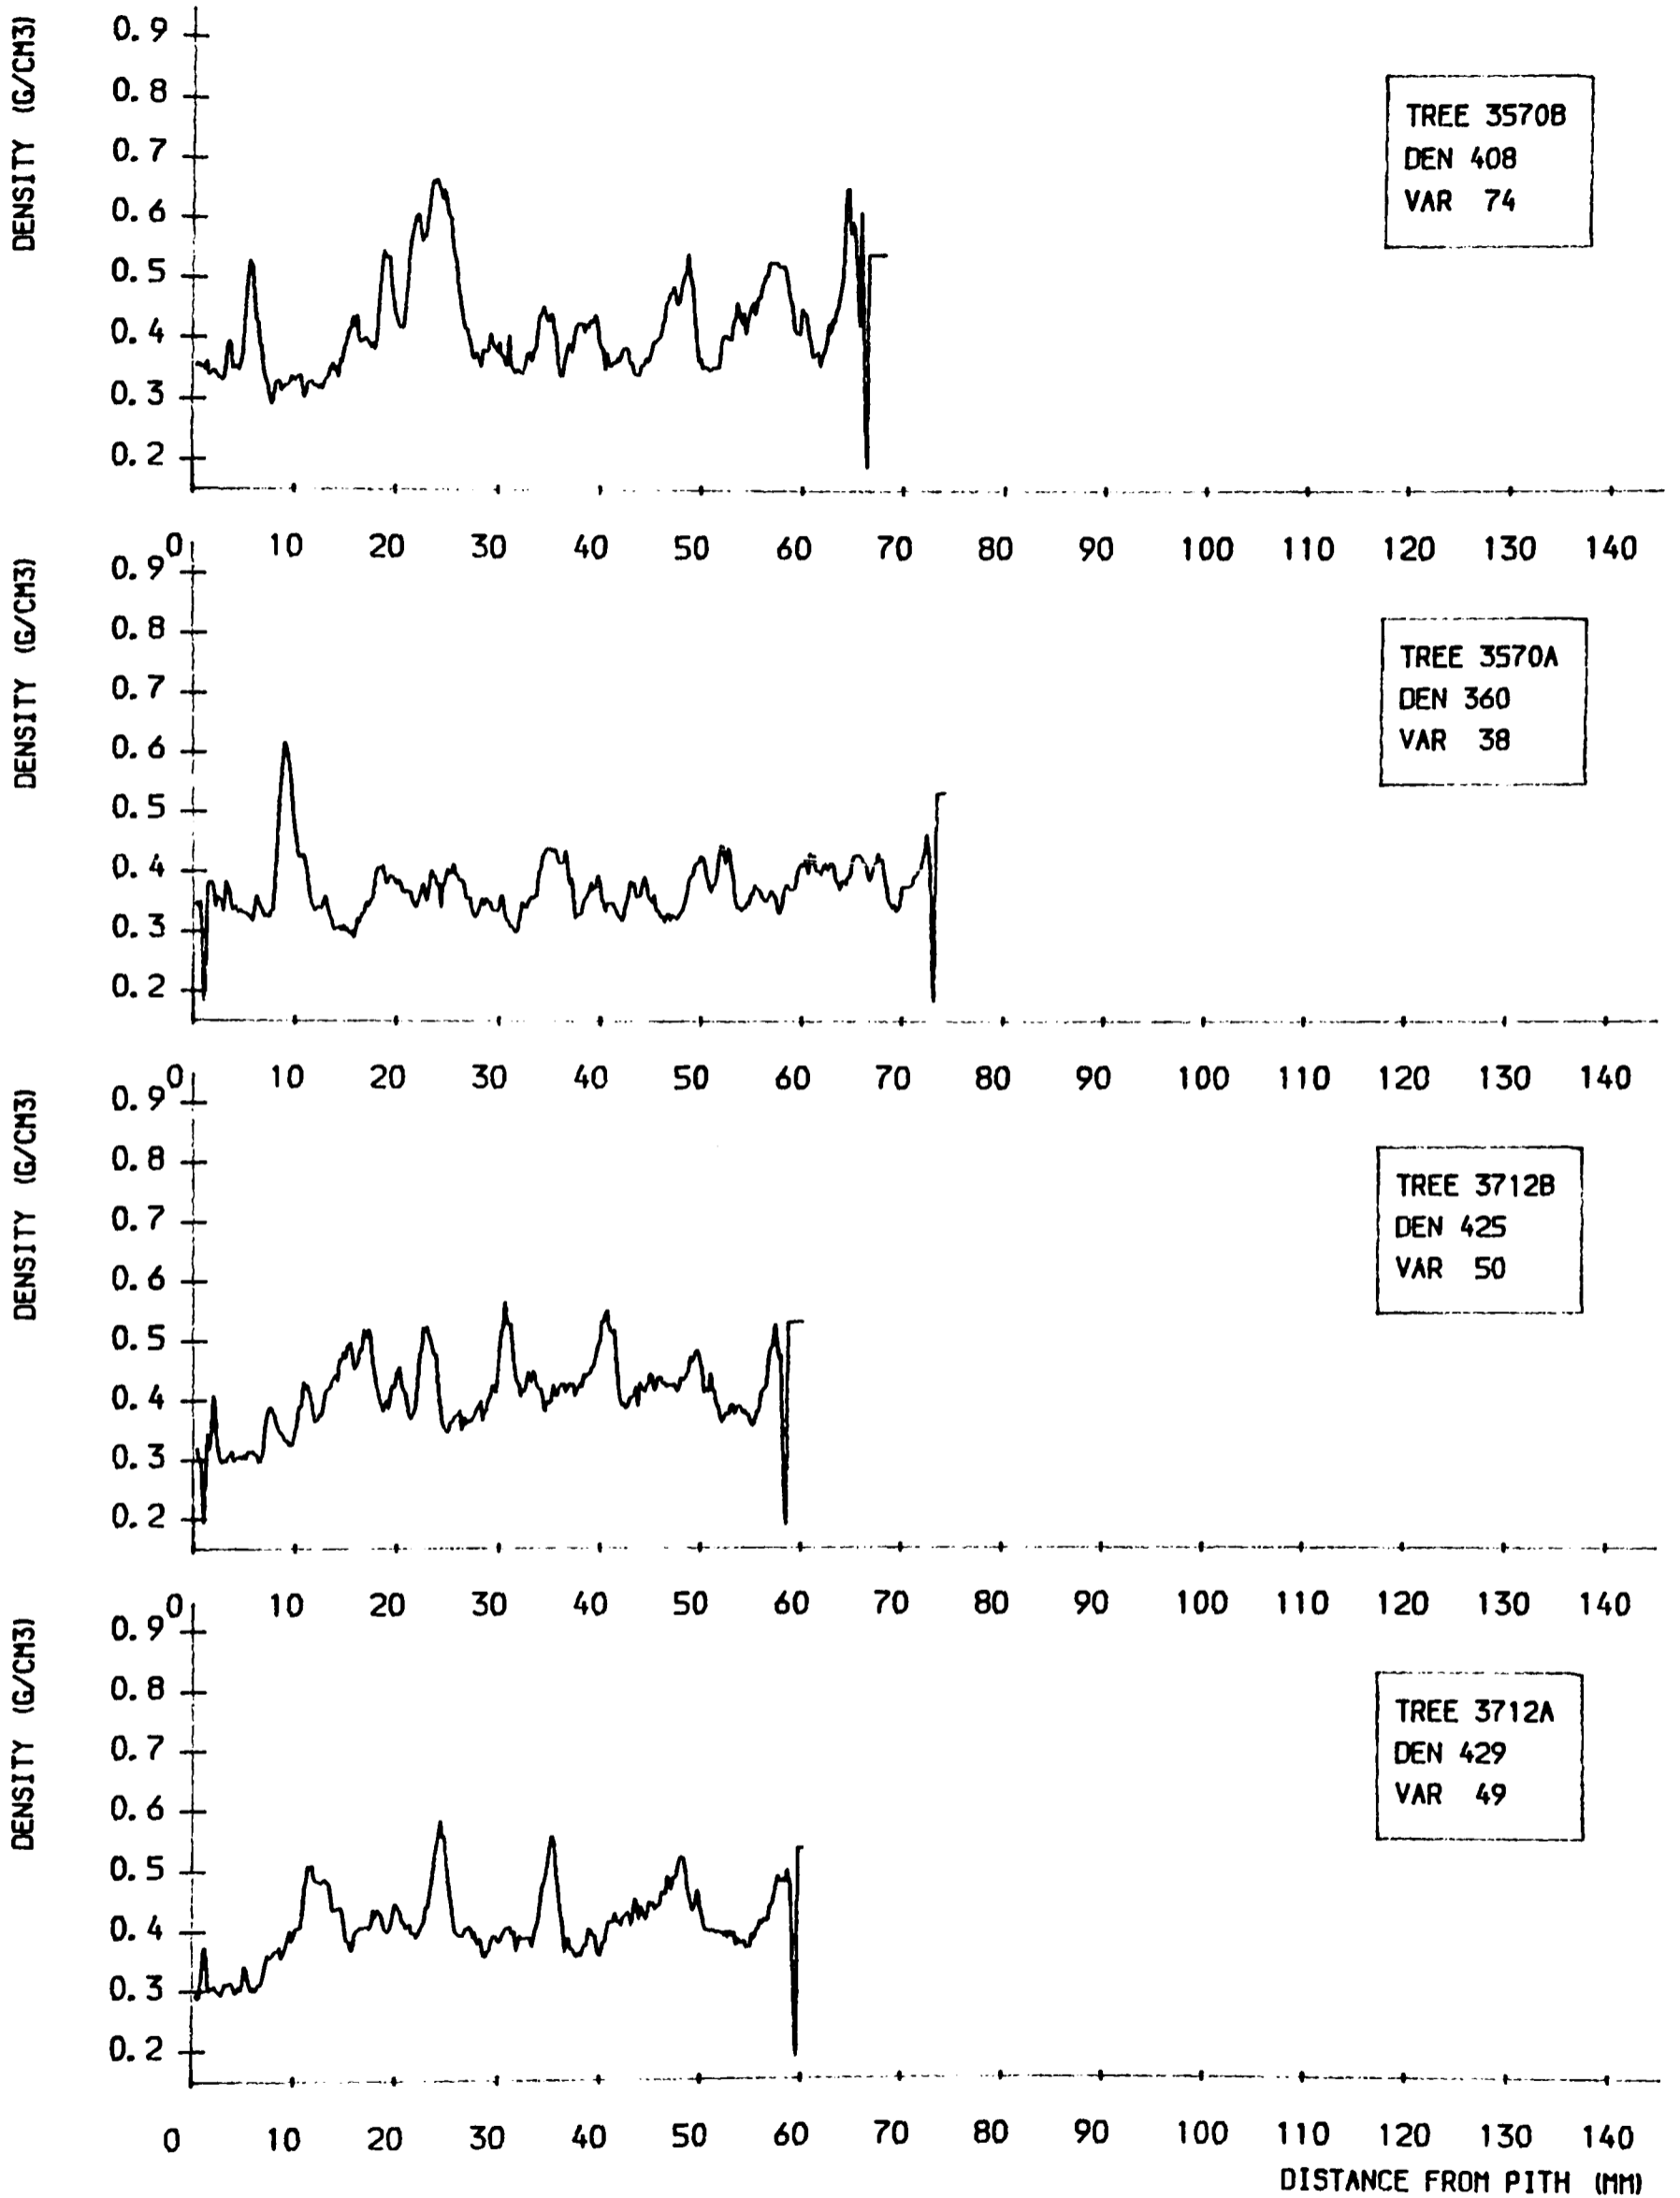 DENSITY (G/CM3)
0.9
0.8
0.7
0.6
0.5
0.4
0.3
0.2
TREE 3570B
DEN 408
VAR 74
0 10 20 30 40 50 60 70 80 90 100 110 120 130 140
DENSITY (G/CM3)
0.9
0.8
0.7
0.6
0.5
0.4
0.3
0.2
TREE 3570A
DEN 360
VAR 38
0 10 20 30 40 50 60 70 80 90 100 110 120 130 140
DENSITY (G/CM3)
0.9
0.8
0.7
0.6
0.5
0.4
0.3
0.2
TREE 3712B
DEN 425
VAR 50
0 10 20 30 40 50 60 70 80 90 100 110 120 130 140
DENSITY (G/CM3)
0.9
0.8
0.7
0.6
0.5
0.4
0.3
0.2
TREE 3712A
DEN 429
VAR 49
0 10 20 30 40 50 60 70 80 90 100 110 120 130 140
DISTANCE FROM PITH (MM)